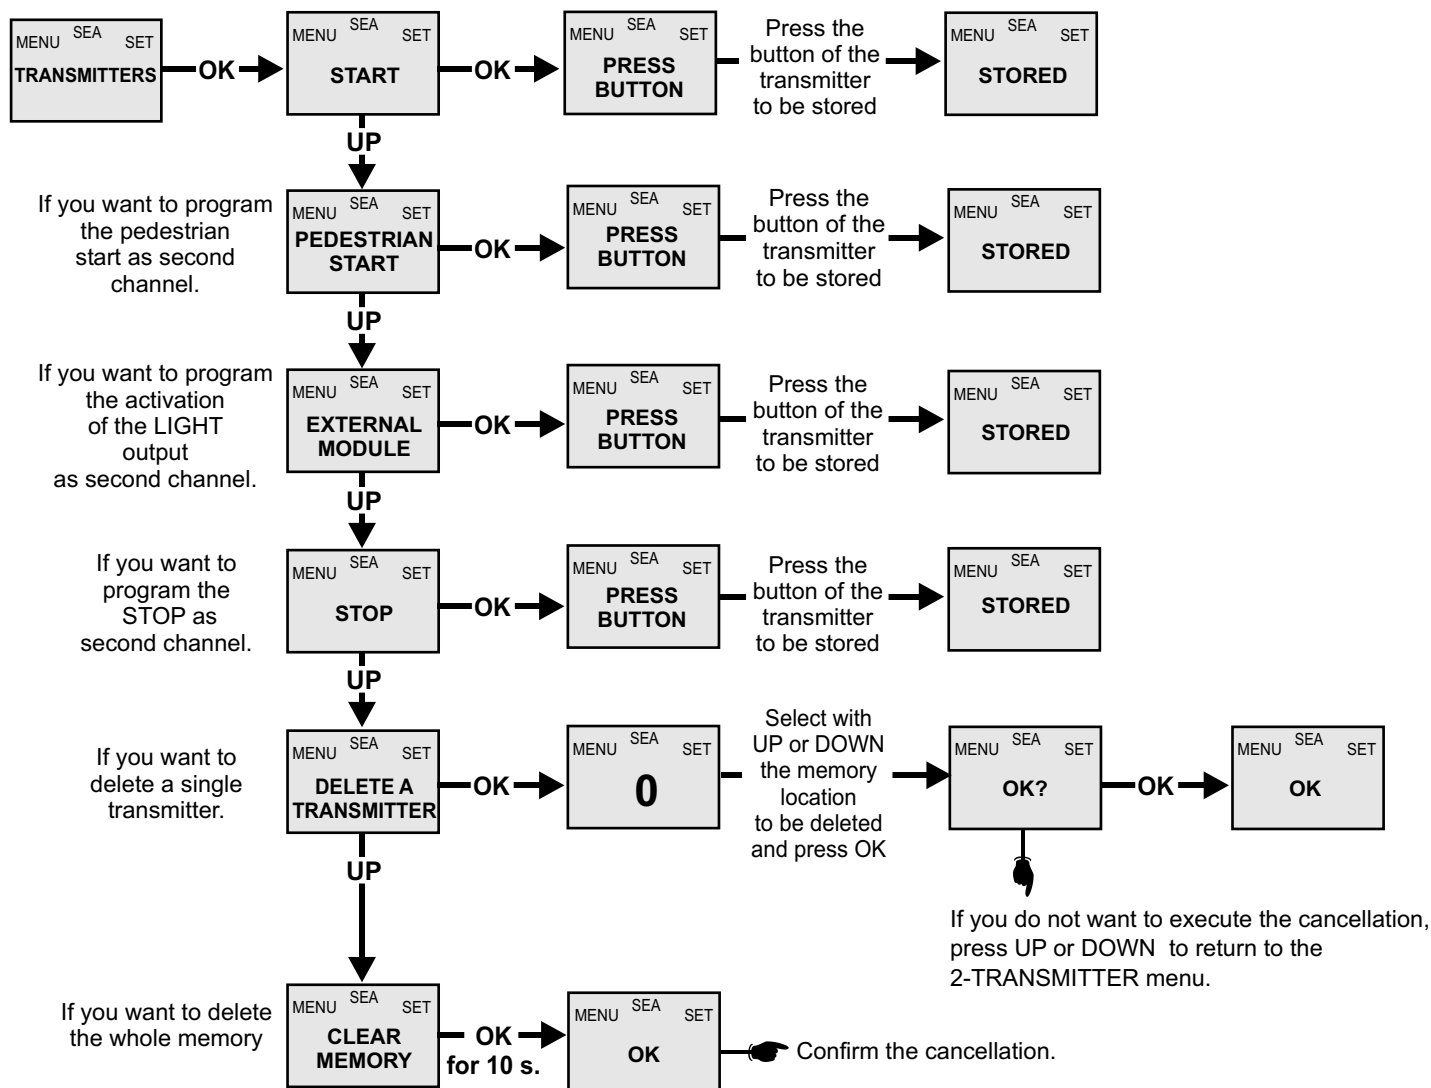 MENU SEA SET
TRANSMITTERS
OK
MENU SEA SET
START
OK
MENU SEA SET
PRESS
BUTTON
Press the
button of the
transmitter
to be stored
MENU SEA SET
STORED
UP
If you want to program
the pedestrian
start as second
channel.
MENU SEA SET
PEDESTRIAN
START
OK
MENU SEA SET
PRESS
BUTTON
Press the
button of the
transmitter
to be stored
MENU SEA SET
STORED
UP
If you want to program
the activation
of the LIGHT
output
as second channel.
MENU SEA SET
EXTERNAL
MODULE
OK
MENU SEA SET
PRESS
BUTTON
Press the
button of the
transmitter
to be stored
MENU SEA SET
STORED
UP
If you want to
program the
STOP as
second channel.
MENU SEA SET
STOP
OK
MENU SEA SET
PRESS
BUTTON
Press the
button of the
transmitter
to be stored
MENU SEA SET
STORED
UP
If you want to
delete a single
transmitter.
MENU SEA SET
DELETE A
TRANSMITTER
OK
MENU SEA SET
0
Select with
UP or DOWN
the memory
location
to be deleted
and press OK
MENU SEA SET
OK?
OK
MENU SEA SET
OK
If you do not want to execute the cancellation,
press UP or DOWN to return to the
2-TRANSMITTER menu.
UP
If you want to delete
the whole memory
MENU SEA SET
CLEAR
MEMORY
OK
for 10 s.
MENU SEA SET
OK
Confirm the cancellation.